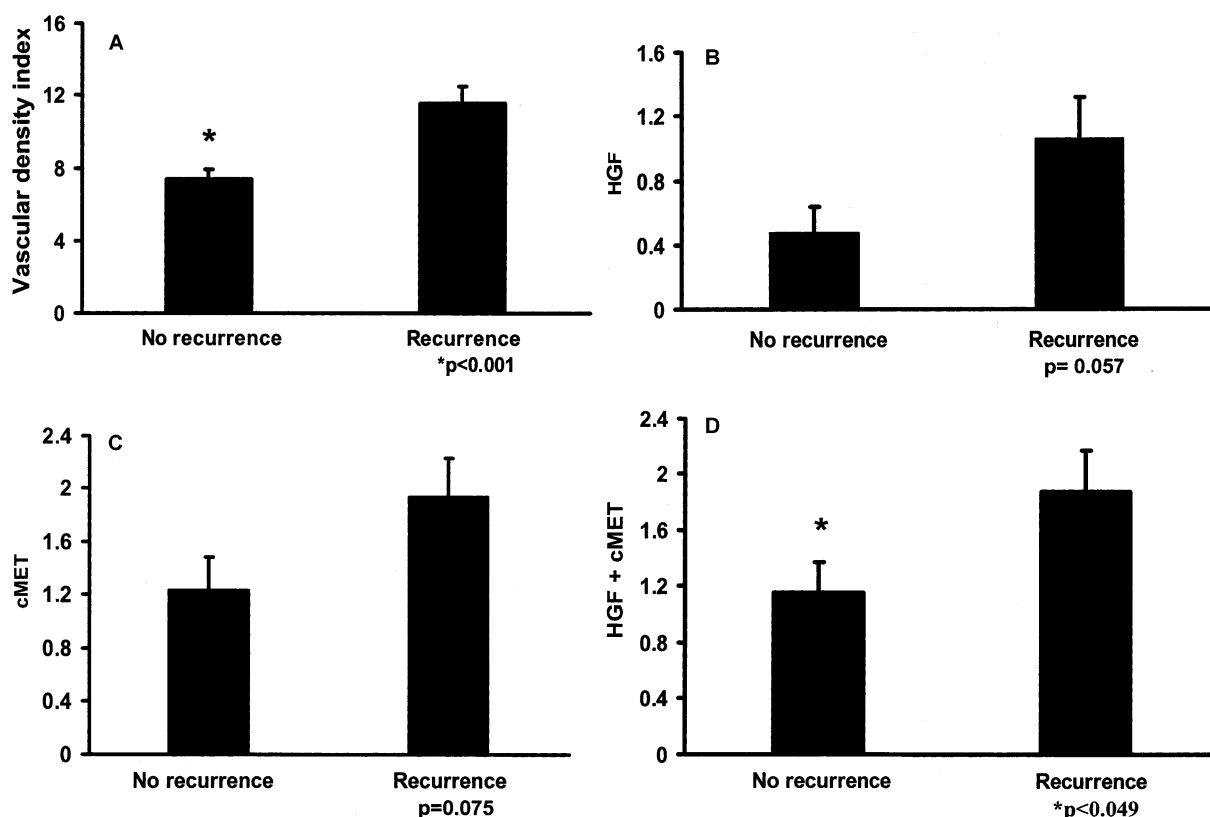 A
Vascular density index
16
12
8
4
0
*
No recurrence
Recurrence
*p<0.001
B
HGF
1.6
1.2
0.8
0.4
0
No recurrence
Recurrence
p= 0.057
C
cMET
2.4
2
1.6
1.2
0.8
0.4
0
No recurrence
Recurrence
p=0.075
D
HGF + cMET
2.4
2
1.6
1.2
0.8
0.4
0
*
No recurrence
Recurrence
*p<0.049